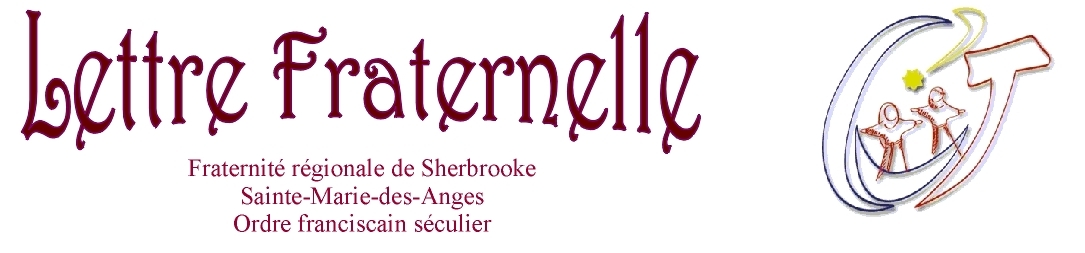 Lettre Fraternelle
Fraternité régionale de Sherbrooke
Sainte-Marie-des-Anges
Ordre franciscain séculier